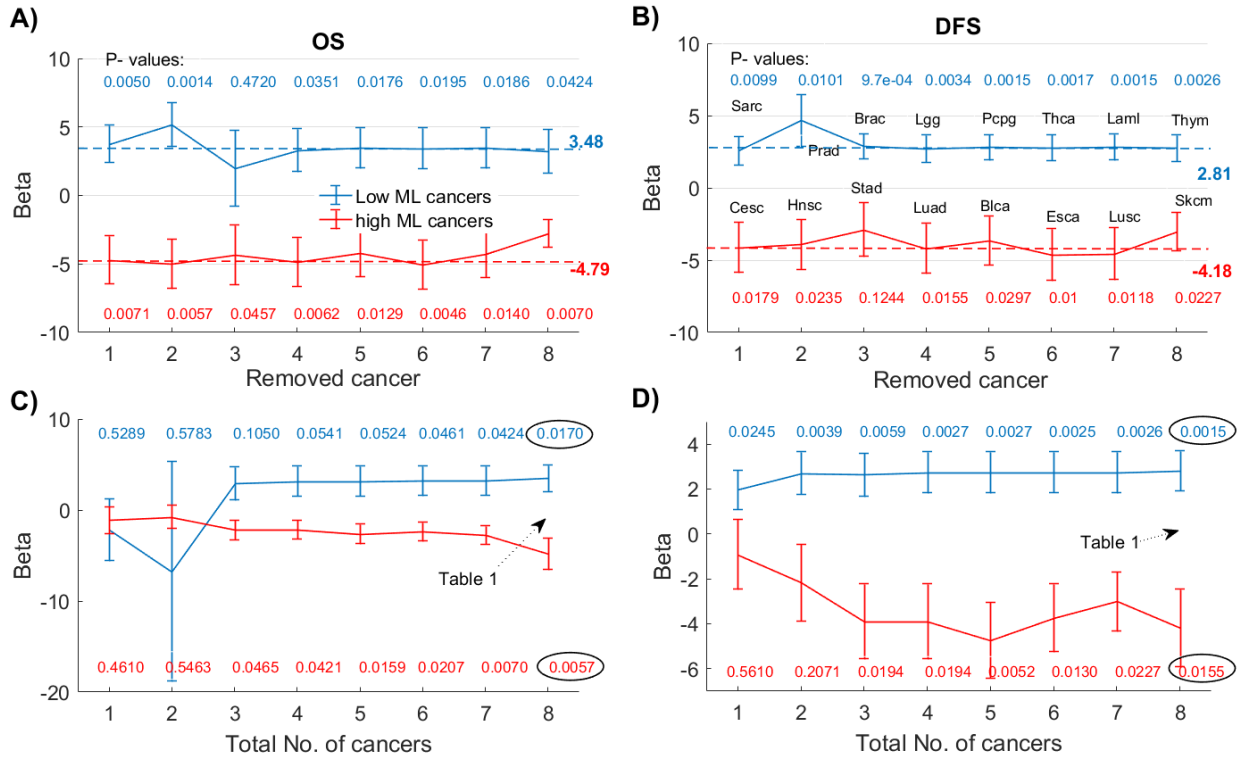 A)
OS
P- values:
0.0050 0.0014 0.4720 0.0351 0.0176 0.0195 0.0186 0.0424
10
5
0
-5
-10
Beta
3.48
Low ML cancers
high ML cancers
-4.79
0.0071 0.0057 0.0457 0.0062 0.0129 0.0046 0.0140 0.0070
1 2 3 4 5 6 7 8
Removed cancer
B)
DFS
P- values:
0.0099 0.0101 9.7e-04 0.0034 0.0015 0.0017 0.0015 0.0026
10
5
0
-5
-10
Beta
Sarc Prad Brac Lgg Pcpg Thca Laml Thym
2.81
Cesc Hnsc Stad Luad Blca Esca Lusc Skcm
-4.18
0.0179 0.0235 0.1244 0.0155 0.0297 0.01 0.0118 0.0227
1 2 3 4 5 6 7 8
Removed cancer
C)
0.5289 0.5783 0.1050 0.0541 0.0524 0.0461 0.0424 0.0170
10
0
-10
-20
Beta
Table 1
0.4610 0.5463 0.0465 0.0421 0.0159 0.0207 0.0070 0.0057
1 2 3 4 5 6 7 8
Total No. of cancers
D)
0.0245 0.0039 0.0059 0.0027 0.0027 0.0025 0.0026 0.0015
4
2
0
-2
-4
-6
Beta
Table 1
0.5610 0.2071 0.0194 0.0194 0.0052 0.0130 0.0227 0.0155
1 2 3 4 5 6 7 8
Total No. of cancers